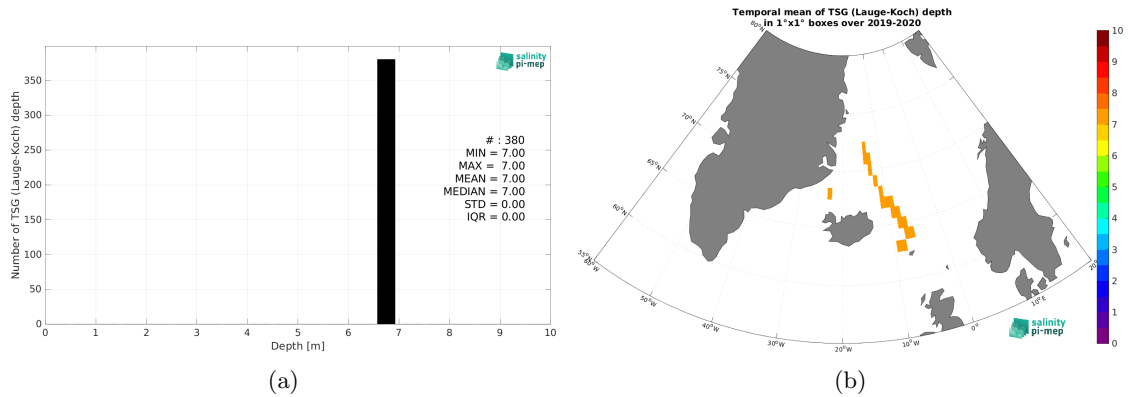 Number of TSG (Lauge-Koch) depth
350
300
250
200
150
100
50
0
0 1 2 3 4 5 6 7 8 9 10
Depth [m]
salinity
pi-mep
# : 380
MIN = 7.00
MAX = 7.00
MEAN = 7.00
MEDIAN = 7.00
STD = 0.00
IQR = 0.00
(a)
Temporal mean of TSG (Lauge-Koch) depth
in 1°x1° boxes over 2019-2020
80°N
75°N
70°N
65°N
60°N
55°N
60°W
50°W
40°W
30°W
20°W
10°W
0°
10°E
salinity
pi-mep
10
9
8
7
6
5
4
3
2
1
0
(b)